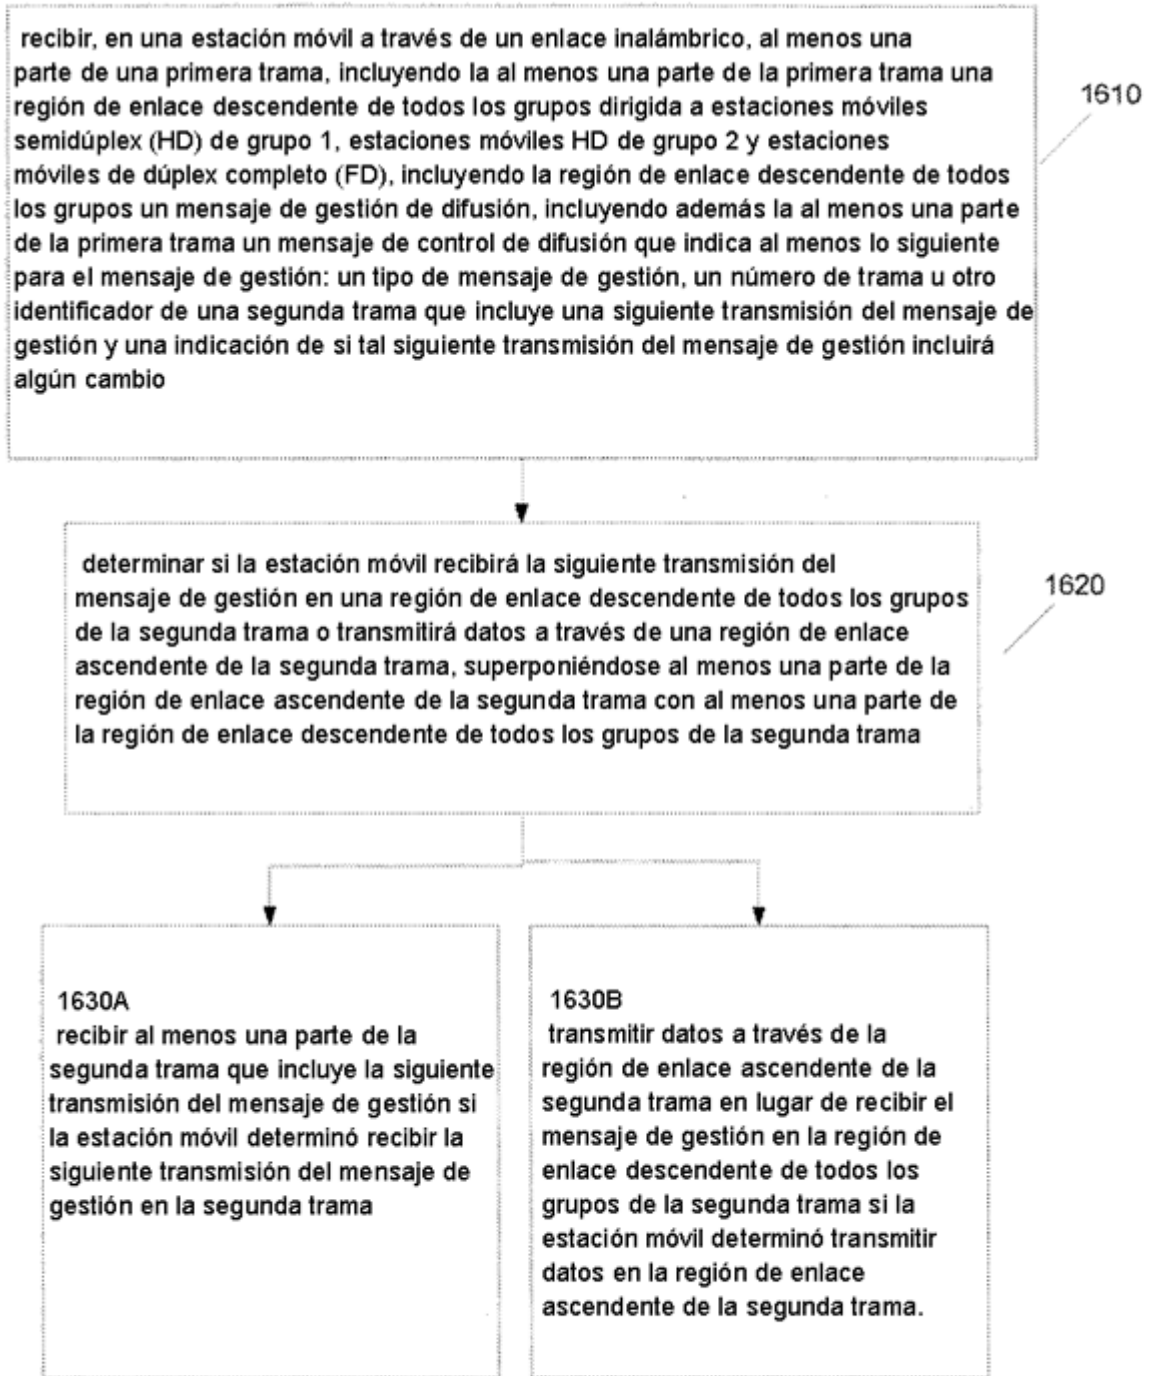 recibir, en una estación móvil a través de un enlace inalámbrico, al menos una
parte de una primera trama, incluyendo la al menos una parte de la primera trama una
región de enlace descendente de todos los grupos dirigida a estaciones móviles
semidúplex (HD) de grupo 1, estaciones móviles HD de grupo 2 y estaciones
móviles de dúplex completo (FD), incluyendo la región de enlace descendente de todos
los grupos un mensaje de gestión de difusión, incluyendo además la al menos una parte
de la primera trama un mensaje de control de difusión que indica al menos lo siguiente
para el mensaje de gestión: un tipo de mensaje de gestión, un número de trama u otro
identificador de una segunda trama que incluye una siguiente transmisión del mensaje de
gestión y una indicación de si tal siguiente transmisión del mensaje de gestión incluirá
algún cambio
1610
determinar si la estación móvil recibirá la siguiente transmisión del
mensaje de gestión en una región de enlace descendente de todos los grupos
de la segunda trama o transmitirá datos a través de una región de enlace
ascendente de la segunda trama, superponiéndose al menos una parte de la
región de enlace ascendente de la segunda trama con al menos una parte de
la región de enlace descendente de todos los grupos de la segunda trama
1620
1630A
recibir al menos una parte de la
segunda trama que incluye la siguiente
transmisión del mensaje de gestión si
la estación móvil determinó recibir la
siguiente transmisión del mensaje de
gestión en la segunda trama
1630B
transmitir datos a través de la
región de enlace ascendente de la
segunda trama en lugar de recibir el
mensaje de gestión en la región de
enlace descendente de todos los
grupos de la segunda trama si la
estación móvil determinó transmitir
datos en la región de enlace
ascendente de la segunda trama.